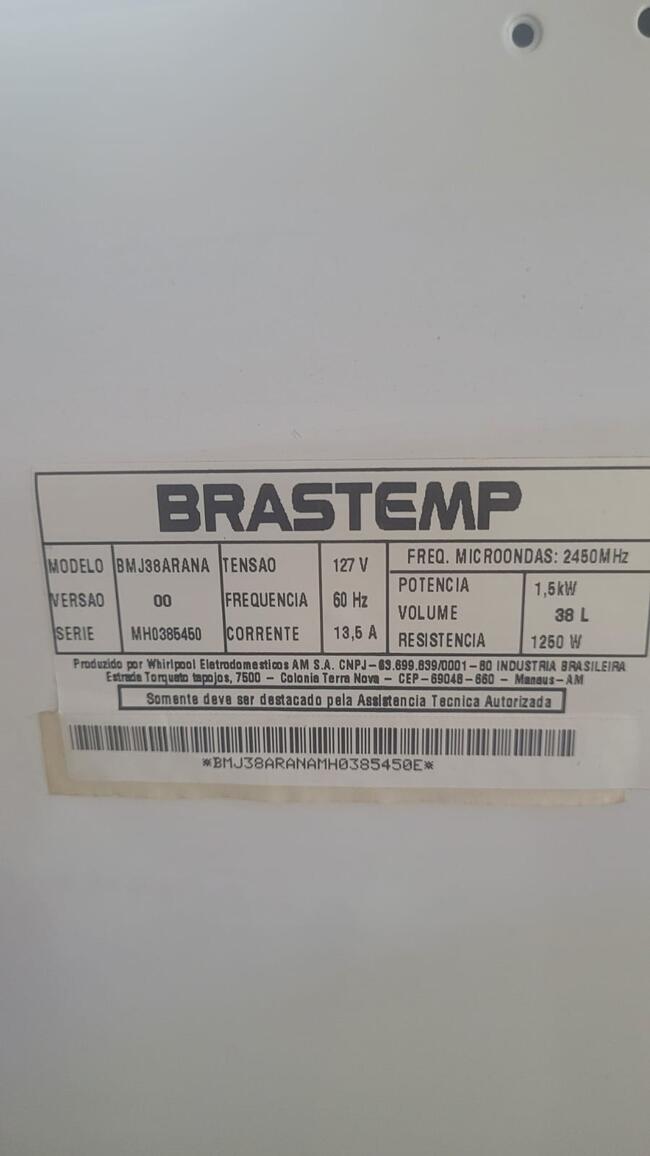 BRASTEMP
MODELO BMJ38ARANA TENSAO 127 V FREQ. MICROONDAS: 2450MHz
VERSAO 00 FREQUENCIA 60 Hz POTENCIA 1,5kW
SERIE MH0385450 CORRENTE 13,5 A VOLUME 38 L
RESISTENCIA 1250 W
Produzido por Whirlpool Eletrodomesticos AM S.A. CNPJ-63.699.839/0001-80 INDUSTRIA BRASILEIRA
Estrada Torquato tapajos, 7500 - Colonia Terra Nova - CEP-69048-660 - Manaus-AM
Somente deve ser destacado pela Assistencia Tecnica Autorizada
*BMJ38ARANAMH0385450E*